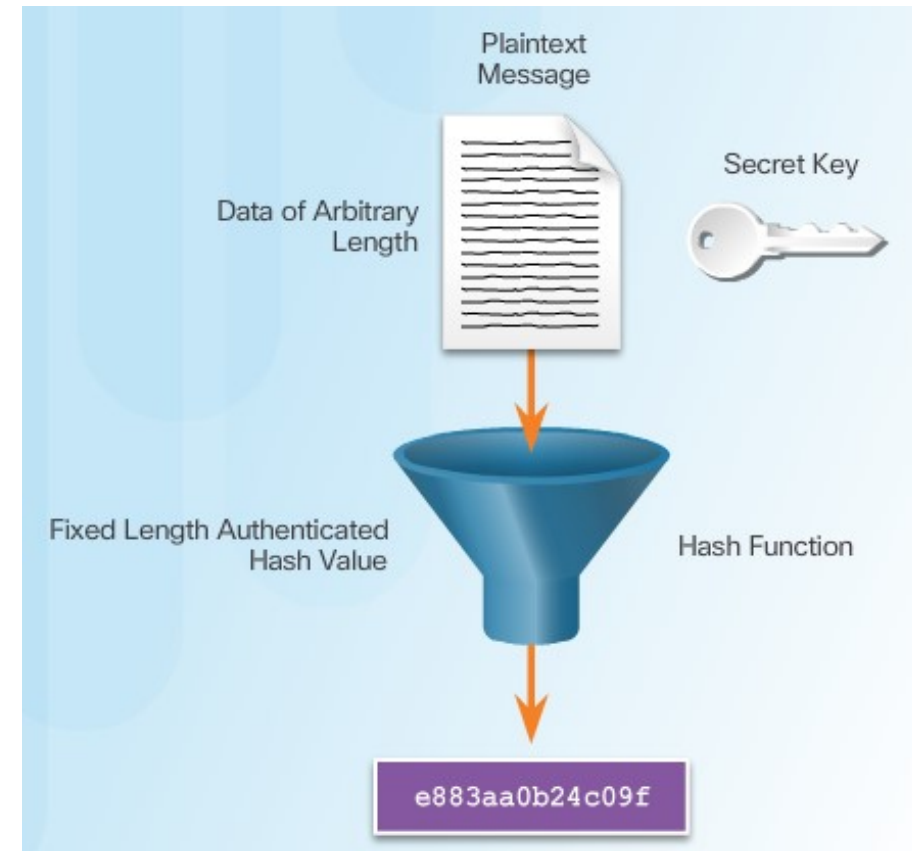 Plaintext
Message
Secret Key
Data of Arbitrary
Length
Fixed Length Authenticated
Hash Value
Hash Function
e883aa0b24c09f